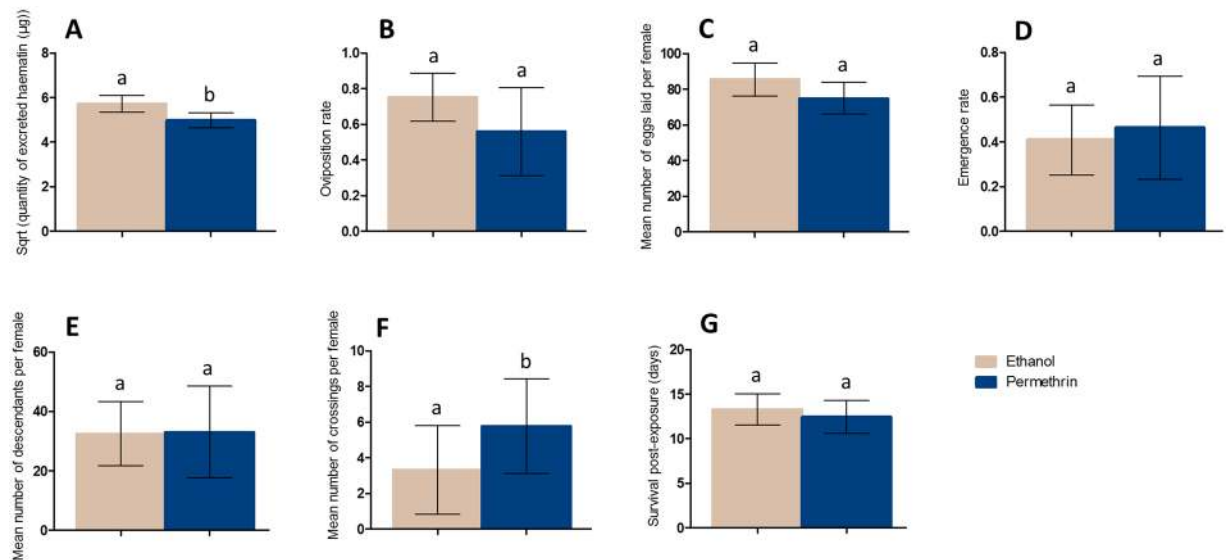 A
Sqrt (quantity of excreted haematin (µg))
8
6
4
2
0
a
b
B
Oviposition rate
1.0
0.8
0.6
0.4
0.2
0.0
a
a
C
Mean number of eggs laid per female
100
80
60
40
20
0
a
a
D
Emergence rate
0.8
0.6
0.4
0.2
0.0
a
a
E
Mean number of descendants per female
60
40
20
0
a
a
F
Mean number of crossings per female
10
8
6
4
2
0
a
b
G
Survival post-exposure (days)
20
15
10
5
0
a
a
Ethanol
Permethrin